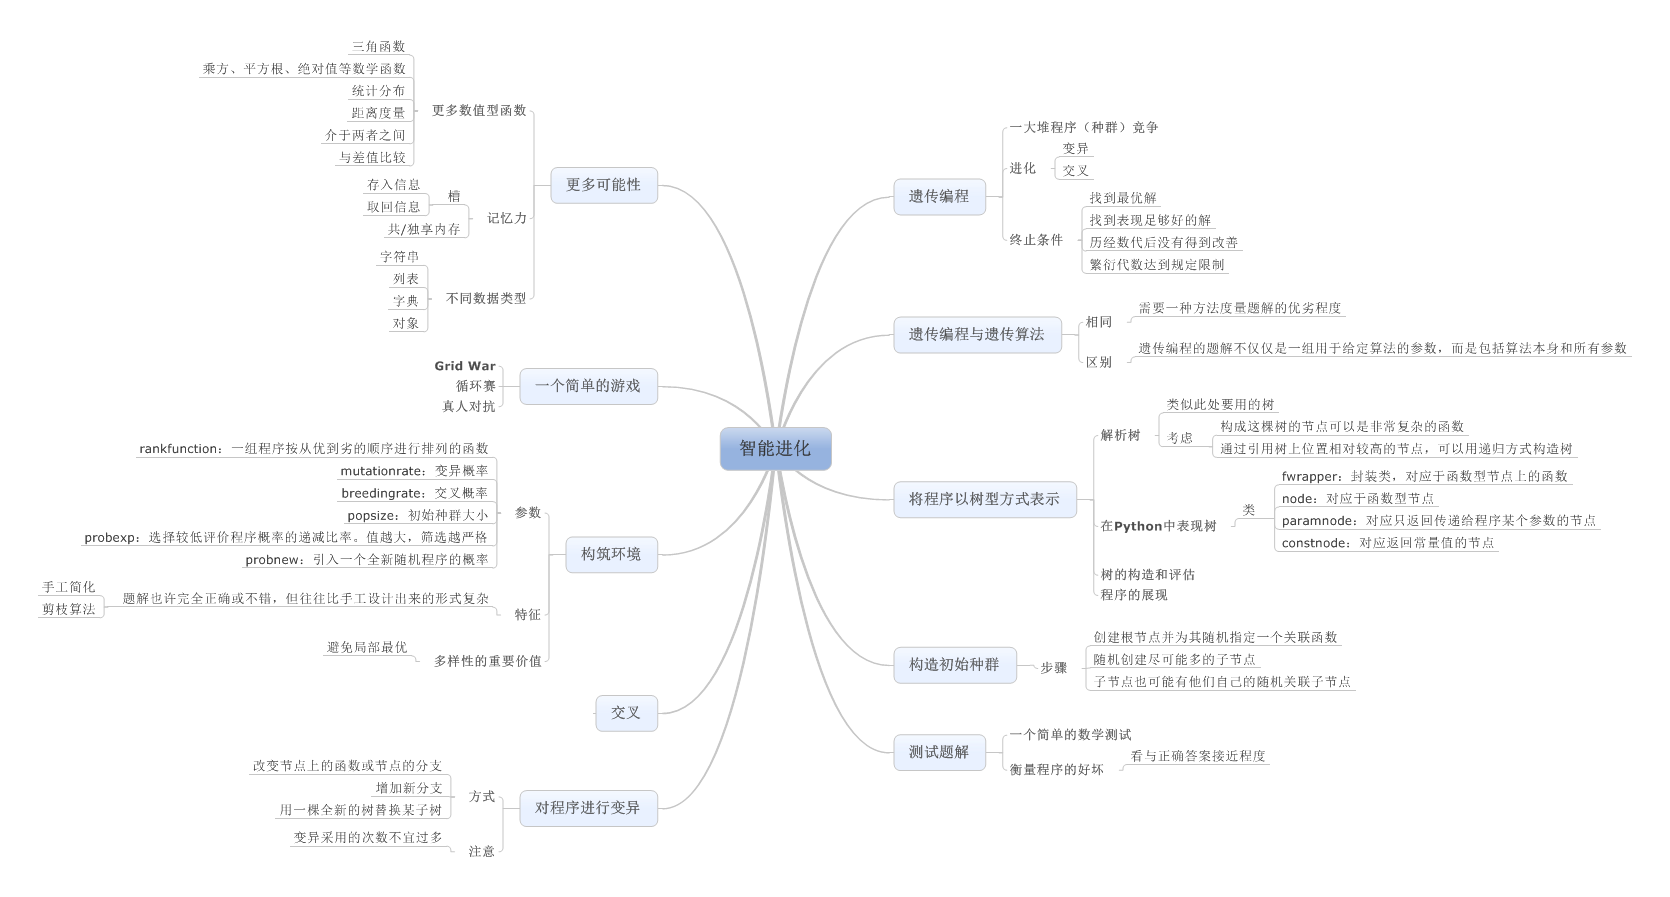 智能进化
遗传编程
一大堆程序（种群）竞争
进化
变异
交叉
终止条件
找到最优解
找到表现足够好的解
历经数代后没有得到改善
繁衍代数达到规定限制
遗传编程与遗传算法
相同
需要一种方法度量题解的优劣程度
区别
遗传编程的题解不仅仅是一组用于给定算法的参数，而是包括算法本身和所有参数
将程序以树型方式表示
解析树
类似此处要用的树
考虑
构成这棵树的节点可以是非常复杂的函数
通过引用树上位置相对较高的节点，可以用递归方式构造树
在Python中表现树
类
fwrapper：封装类，对应于函数型节点上的函数
node：对应于函数型节点
paramnode：对应只返回传递给程序某个参数的节点
constnode：对应返回常量值的节点
树的构造和评估
程序的展现
构造初始种群
步骤
创建根节点并为其随机指定一个关联函数
随机创建尽可能多的子节点
子节点也可能有他们自己的随机关联子节点
测试题解
一个简单的数学测试
衡量程序的好坏
看与正确答案接近程度
对程序进行变异
方式
改变节点上的函数或节点的分支
增加新分支
用一棵全新的树替换某子树
注意
变异采用的次数不宜过多
交叉
构筑环境
参数
rankfunction：一组程序按从优到劣的顺序进行排列的函数
mutationrate：变异概率
breedingrate：交叉概率
popsize：初始种群大小
probexp：选择较低评价程序概率的递减比率。值越大，筛选越严格
probnew：引入一个全新随机程序的概率
特征
题解也许完全正确或不错，但往往比手工设计出来的形式复杂
手工简化
剪枝算法
多样性的重要价值
避免局部最优
一个简单的游戏
Grid War
循环赛
真人对抗
更多可能性
更多数值型函数
三角函数
乘方、平方根、绝对值等数学函数
统计分布
距离度量
介于两者之间
与差值比较
记忆力
槽
存入信息
取回信息
共/独享内存
不同数据类型
字符串
列表
字典
对象